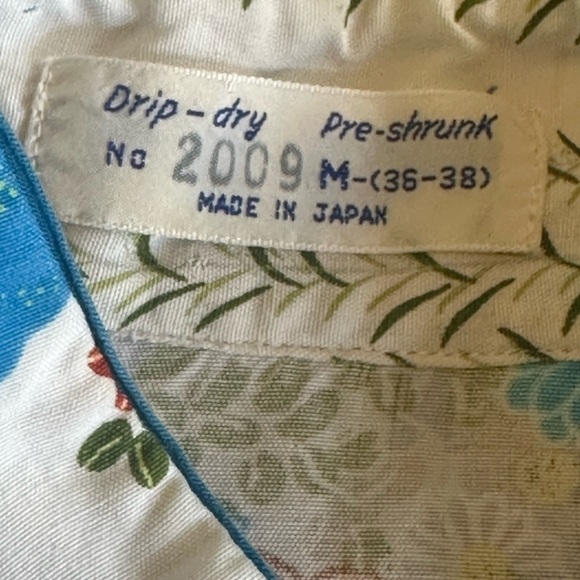 Drip-dry Pre-shrunk
No 2009 M-(36-38)
MADE IN JAPAN